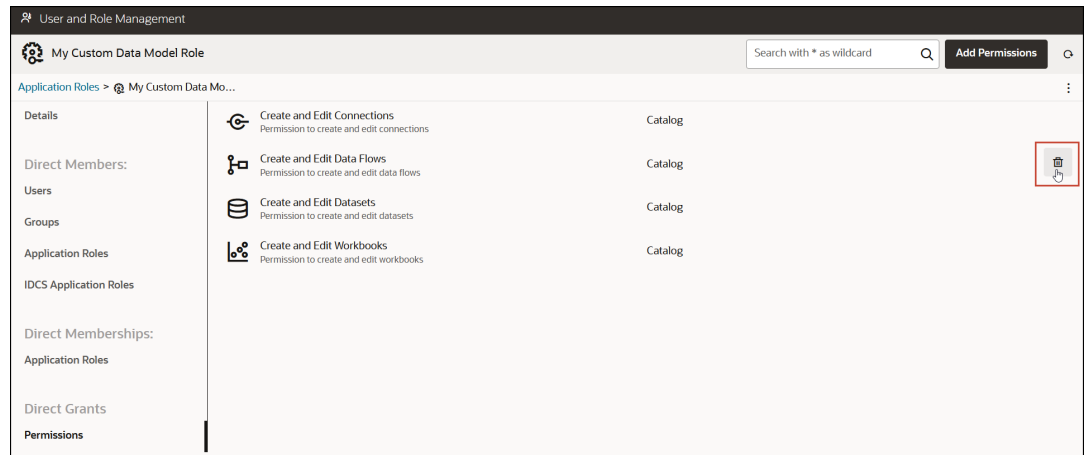 User and Role Management
My Custom Data Model Role
Search with * as wildcard
Add Permissions
Application Roles > My Custom Data Mo...
Details
Direct Members:
Users
Groups
Application Roles
IDCS Application Roles
Direct Memberships:
Application Roles
Direct Grants
Permissions
Create and Edit Connections
Permission to create and edit connections
Catalog
Create and Edit Data Flows
Permission to create and edit data flows
Catalog
Create and Edit Datasets
Permission to create and edit datasets
Catalog
Create and Edit Workbooks
Permission to create and edit workbooks
Catalog